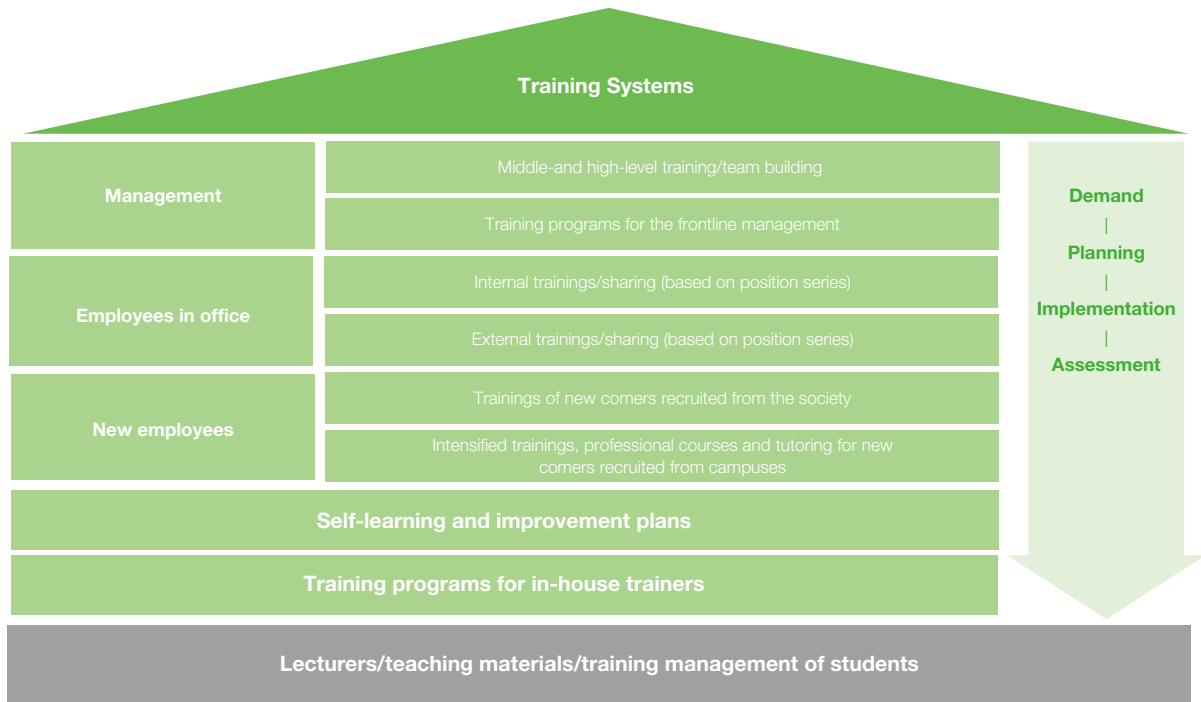 Training Systems
Management
Middle-and high-level training/team building
Training programs for the frontline management
Employees in office
Internal trainings/sharing (based on position series)
External trainings/sharing (based on position series)
New employees
Trainings of new comers recruited from the society
Intensified trainings, professional courses and tutoring for new
comers recruited from campuses
Self-learning and improvement plans
Training programs for in-house trainers
Demand
|
Planning
|
Implementation
|
Assessment
Lecturers/teaching materials/training management of students